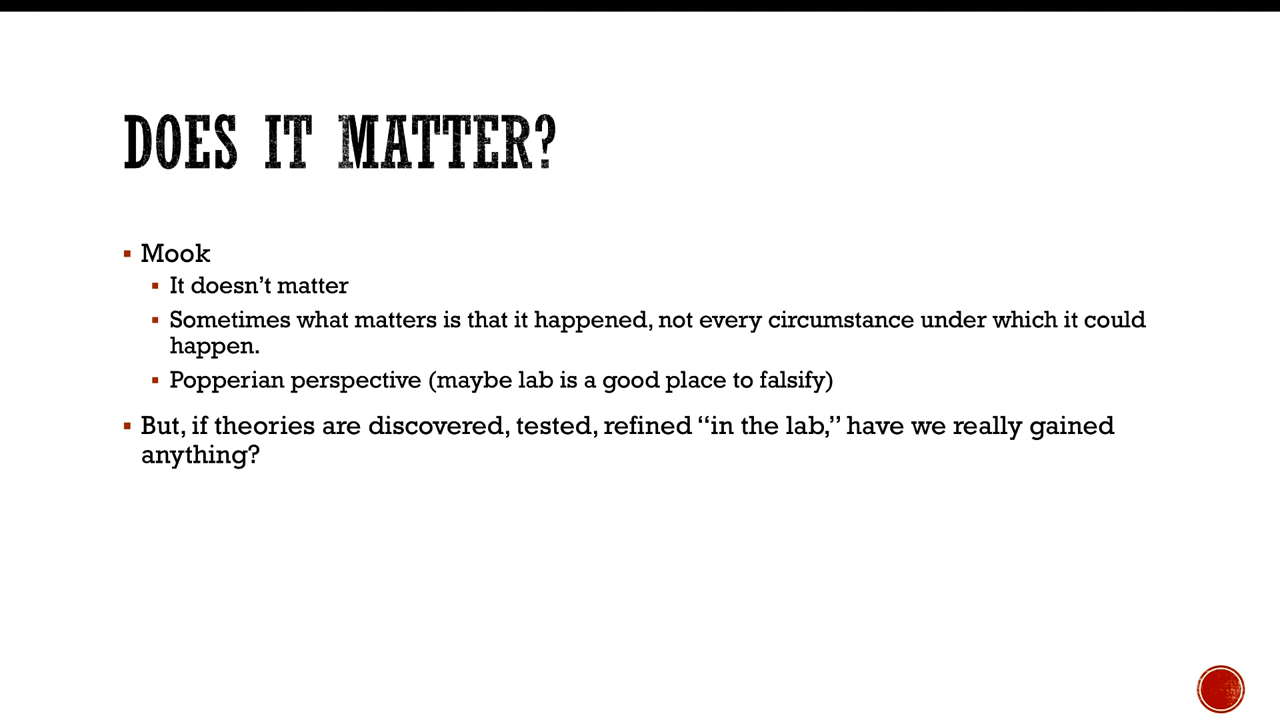 DOES IT MATTER?
▪ Mook
▪ It doesn’t matter
▪ Sometimes what matters is that it happened, not every circumstance under which it could
happen.
▪ Popperian perspective (maybe lab is a good place to falsify)
▪ But, if theories are discovered, tested, refined “in the lab,” have we really gained
anything?